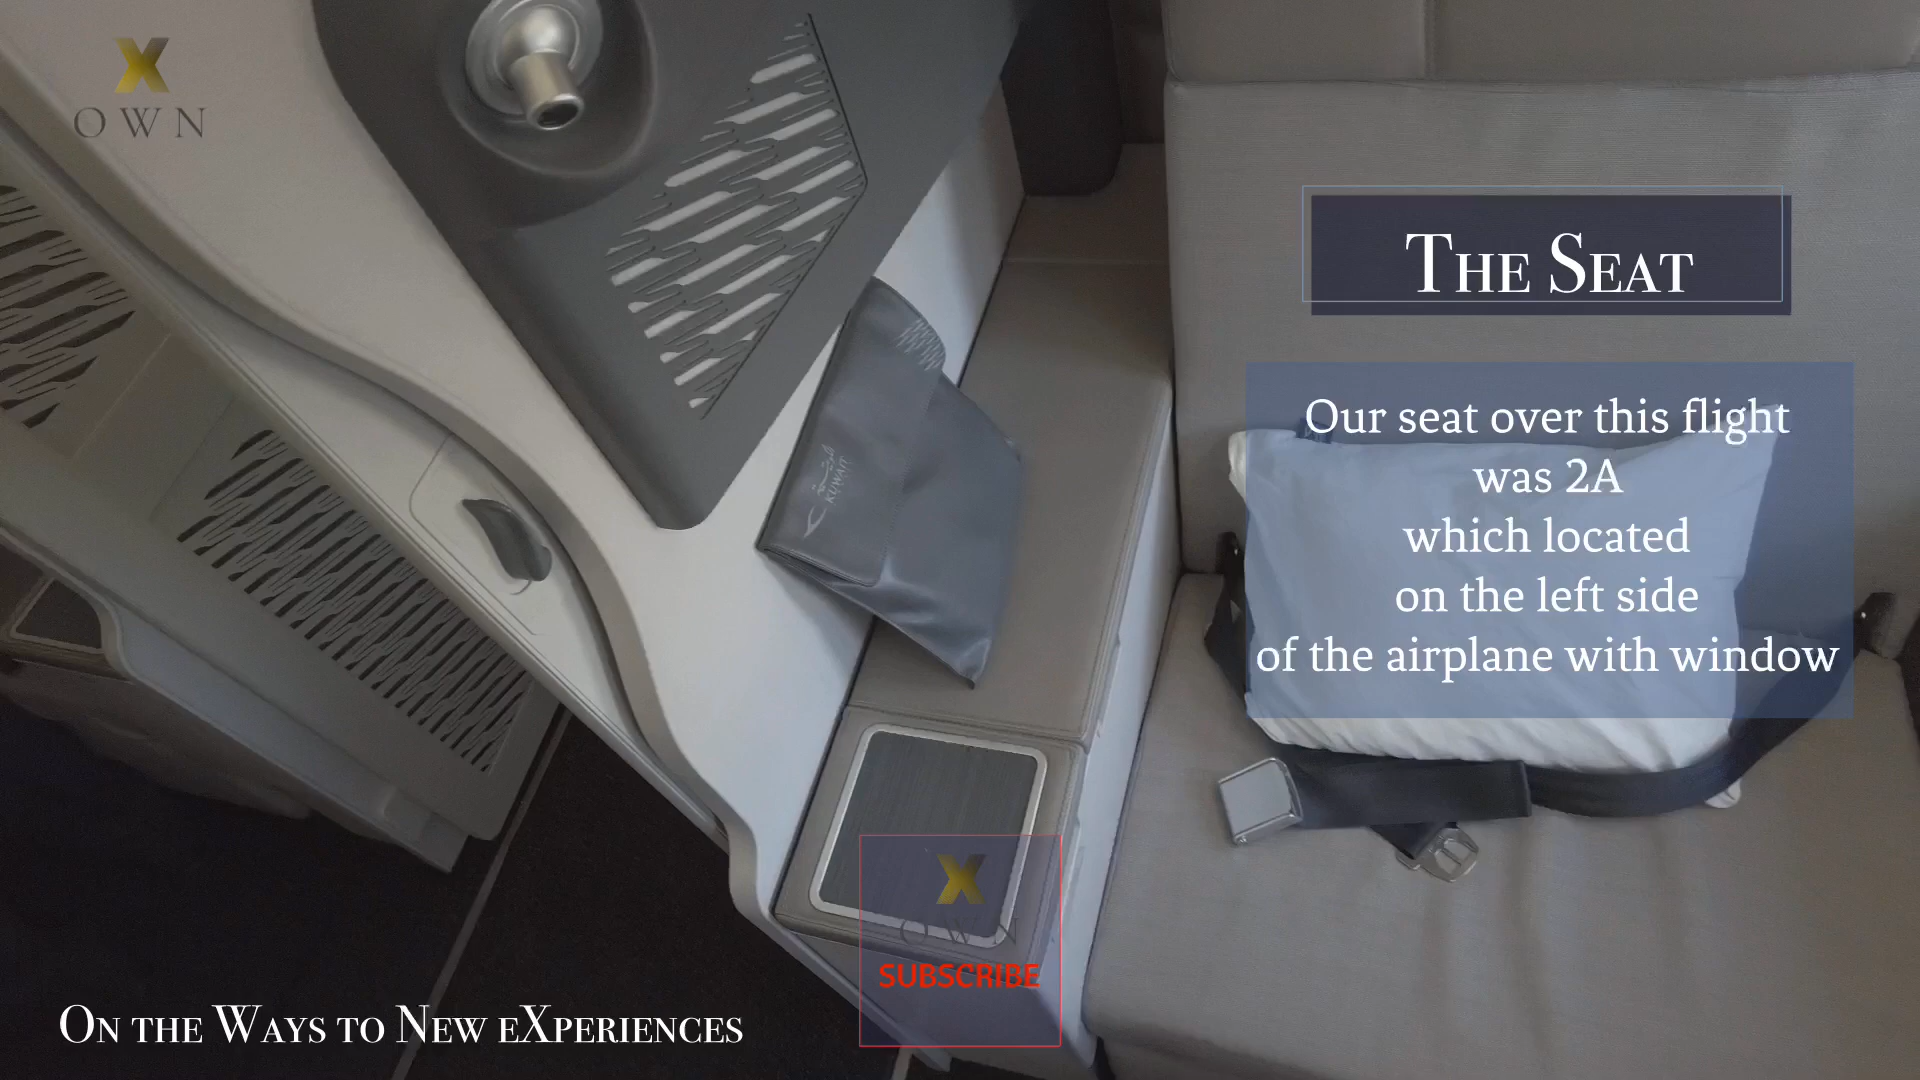 X
OWN
THE SEAT
Our seat over this flight
was 2A
which located
on the left side
of the airplane with window
KUWAIT
X
OWN
SUBSCRIBE
ON THE WAYS TO NEW EXPERIENCES